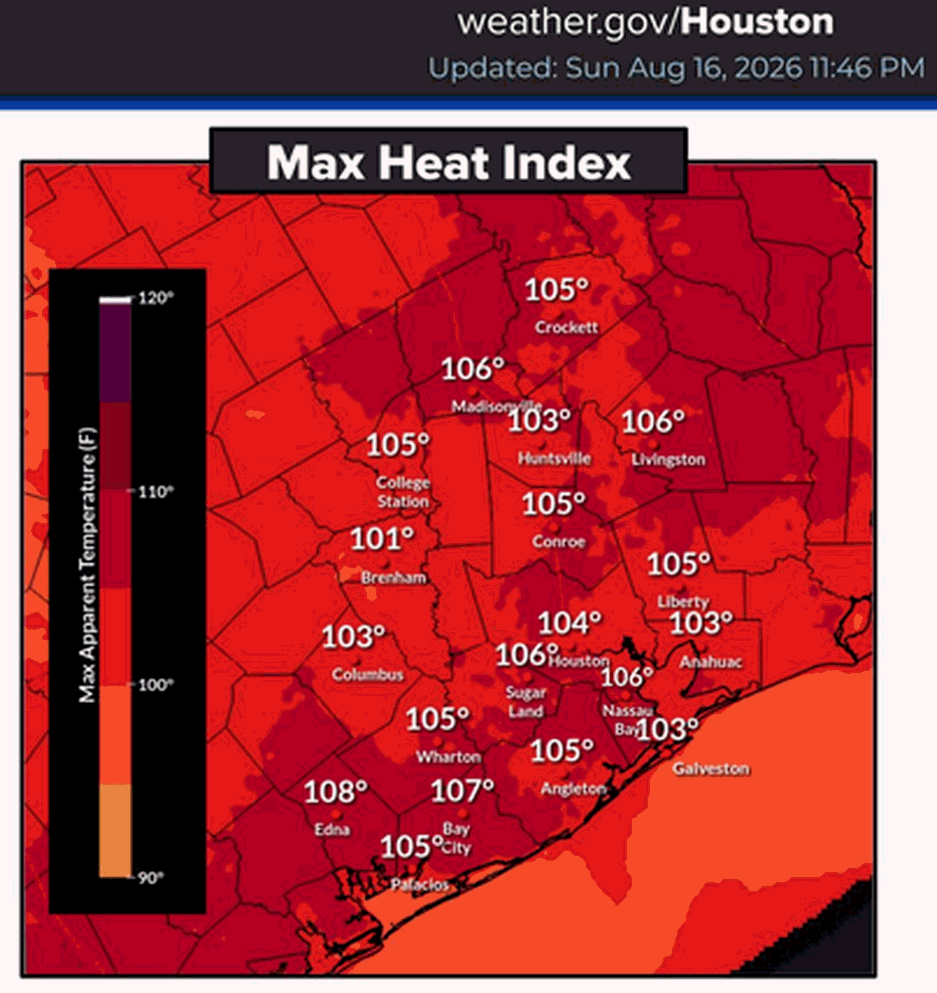 weather.gov/Houston
Updated: Sun Aug 16, 2026 11:46 PM
Max Heat Index
120°
110°
100°
90°
Max Apparent Temperature (F)
105°
Crockett
106°
Madisonville
103°
Huntsville
106°
Livingston
105°
College
Station
105°
Conroe
101°
Brenham
105°
Liberty
104°
Houston
103°
Anahuac
103°
Columbus
106°
Sugar
Land
106°
Nassau
Bay
103°
Galveston
105°
Wharton
105°
Angleton
108°
Edna
107°
Bay
City
105°
Palacios